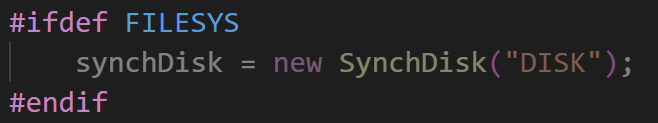 #ifdef FILESYS
    synchDisk = new SynchDisk("DISK");
#endif